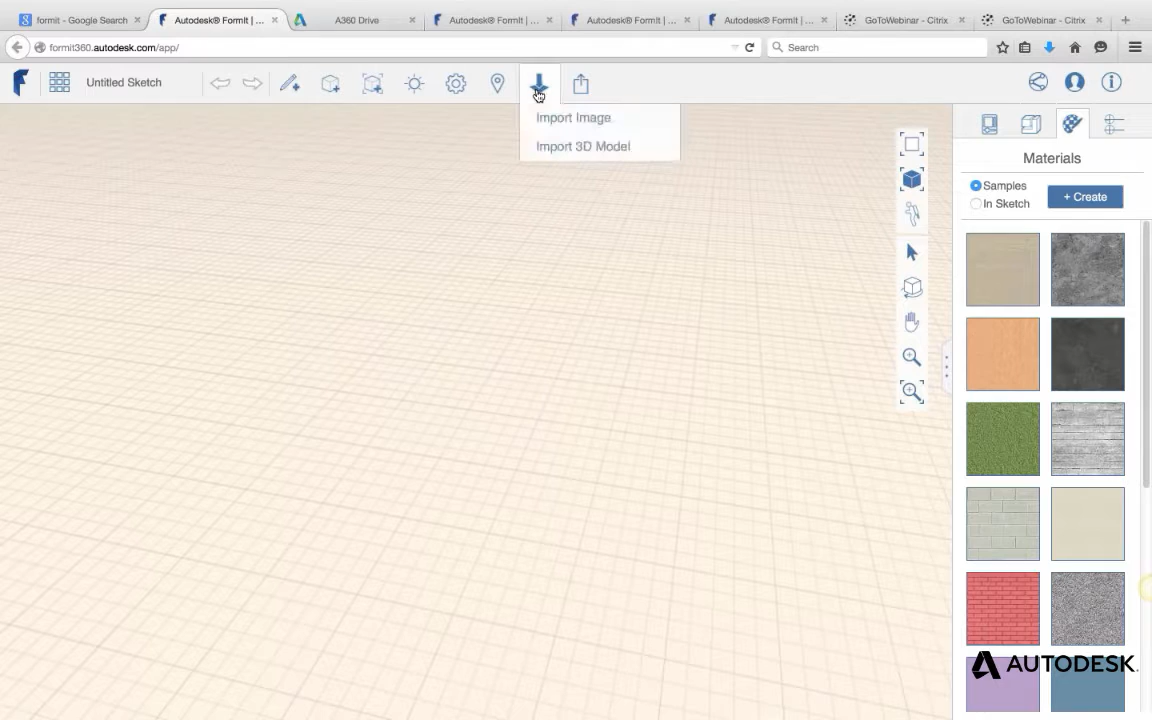 formit - Google Search
Autodesk® FormIt | ...
A360 Drive
Autodesk® FormIt | ...
Autodesk® FormIt | ...
Autodesk® FormIt | ...
GoToWebinar - Citrix
GoToWebinar - Citrix
formit360.autodesk.com/app/
Search
Untitled Sketch
Import Image
Import 3D Model
Materials
Samples
In Sketch
+ Create
AUTODESK.